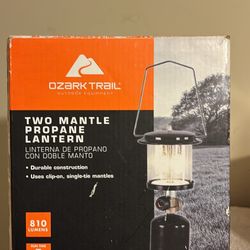 OZARK TRAIL
OUTDOOR EQUIPMENT
TWO MANTLE
PROPANE
LANTERN
LINTERNA DE PROPANO
CON DOBLE MANTO
• Durable construction
• Uses clip-on, single-tie mantles
810
LUMENS